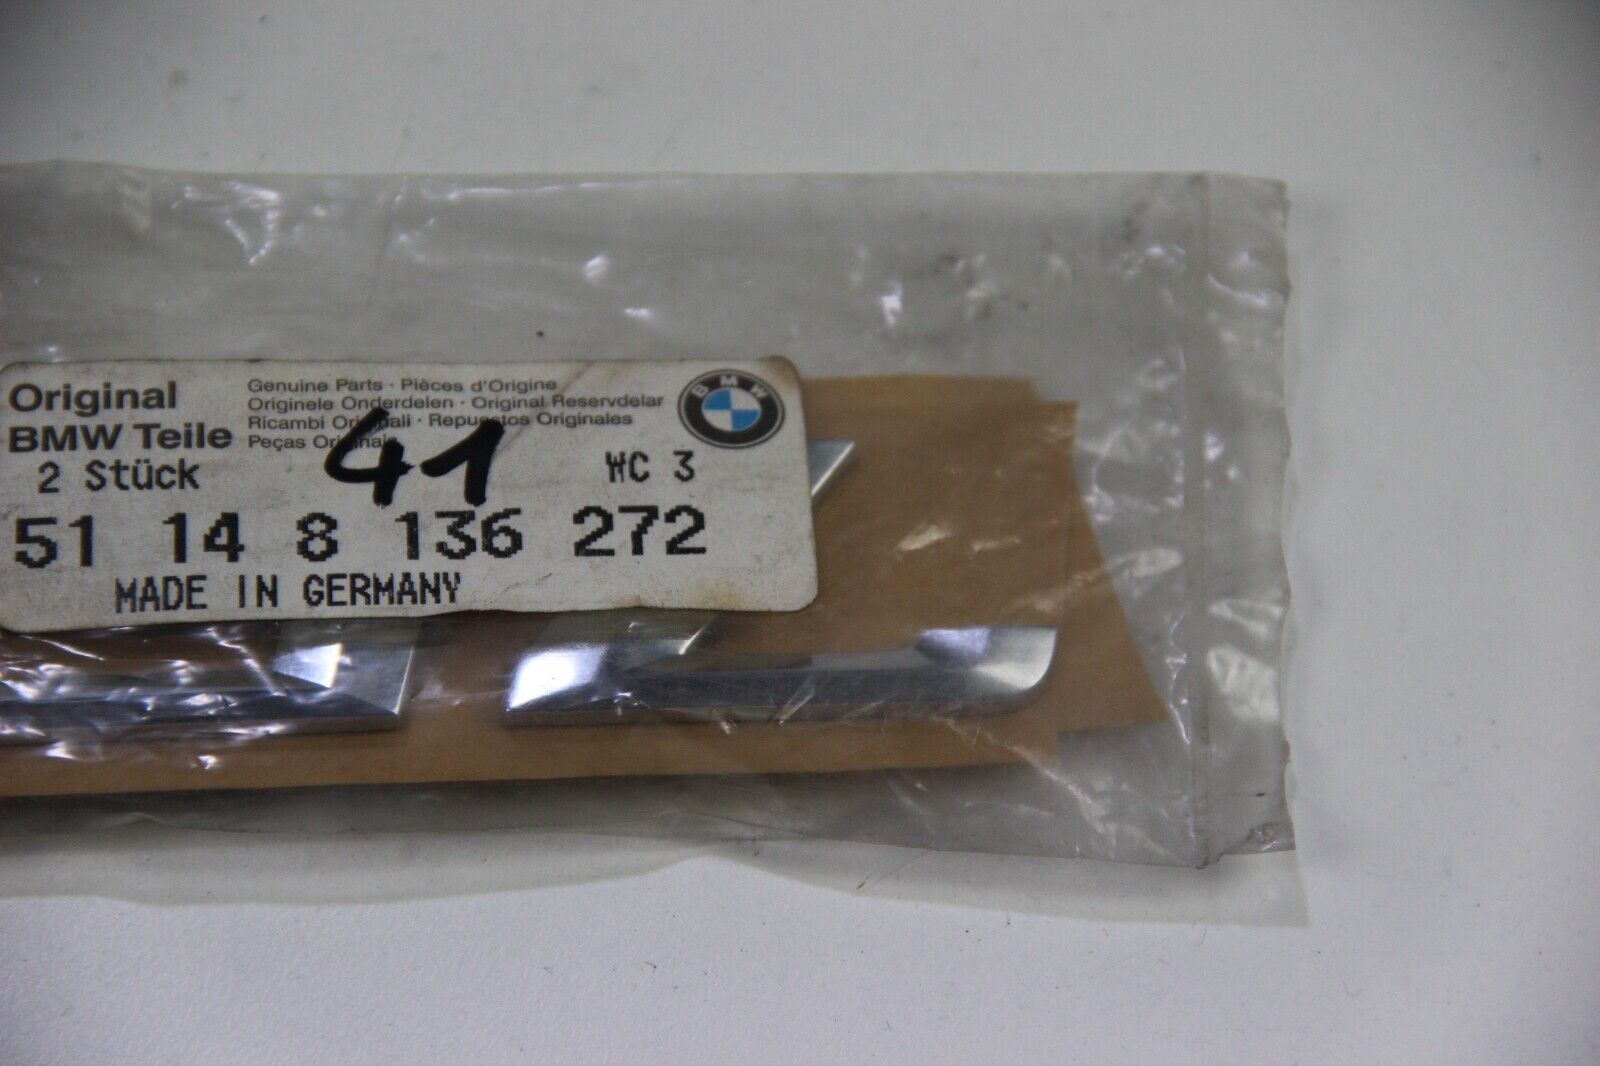 Original
BMW Teile
Genuine Parts · Pièces d'Origine
Originele Onderdelen · Original Reservdelar
Ricambi Originali · Repuestos Originales
Peças Originais
BMW
2 Stück
41
WC 3
51 14 8 136 272
MADE IN GERMANY